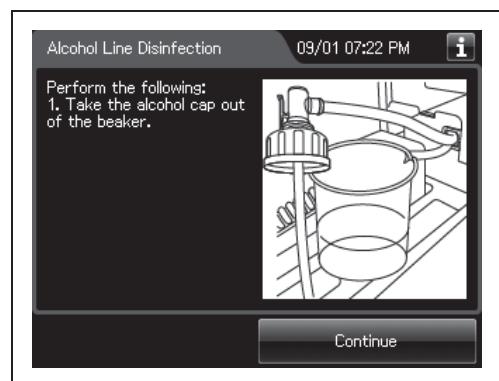 Alcohol Line Disinfection
09/01 07:22 PM
i
Perform the following:
1. Take the alcohol cap out
of the beaker.
Continue